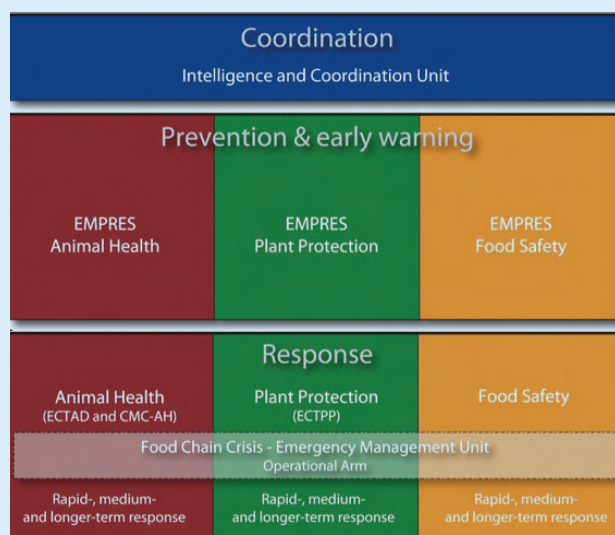 Coordination
Intelligence and Coordination Unit
Prevention & early warning
EMPRES
Animal Health
EMPRES
Plant Protection
EMPRES
Food Safety
Response
Animal Health
(ECTAD and CMC-AH)
Plant Protection
(ECTPP)
Food Safety
Food Chain Crisis - Emergency Management Unit
Operational Arm
Rapid-, medium-
and longer-term response
Rapid-, medium-
and longer-term response
Rapid-, medium-
and longer-term response